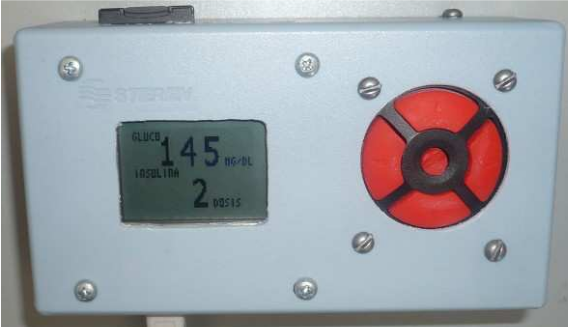 STEREN
GLUCO
145 MG/DL
INSULINA
2 DOSIS